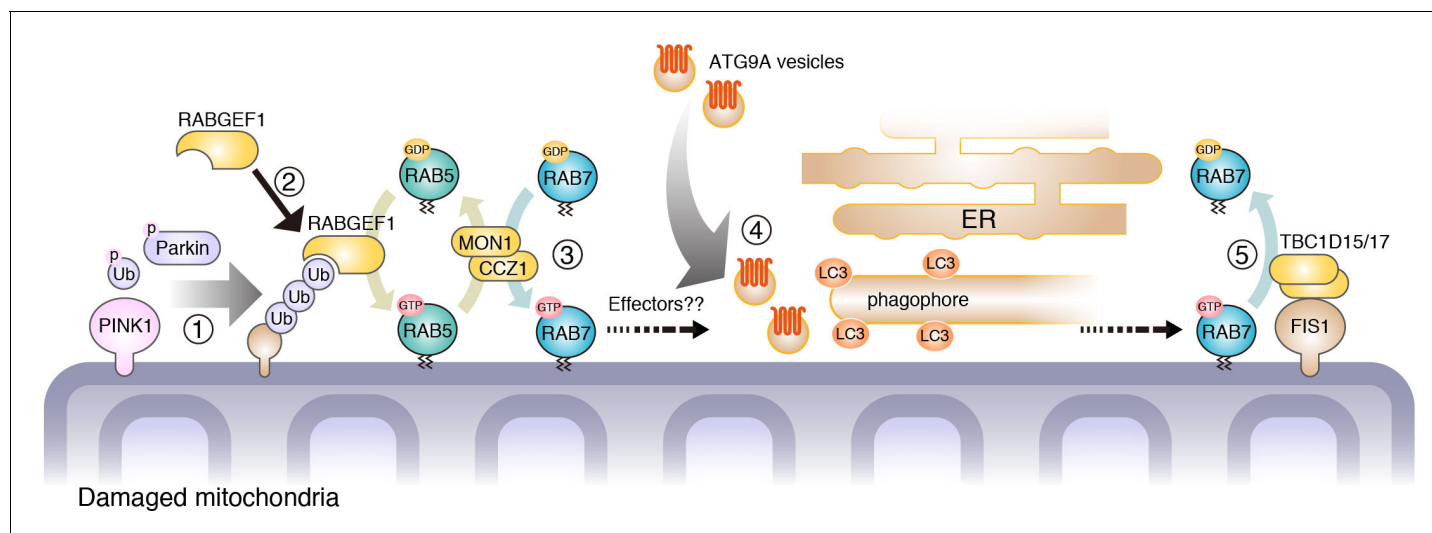 ATG9A vesicles
RABGEF1
②
GDP
RAB5
GDP
RAB7
GDP
RAB7
ER
RABGEF1
p
Parkin
p
Ub
MON1
CCZ1
③
④
⑤
TBC1D15/17
Ub
Ub
Ub
PINK1
①
GTP
RAB5
GTP
RAB7
Effectors??
LC3
LC3
phagophore
LC3
LC3
GTP
RAB7
FIS1
Damaged mitochondria